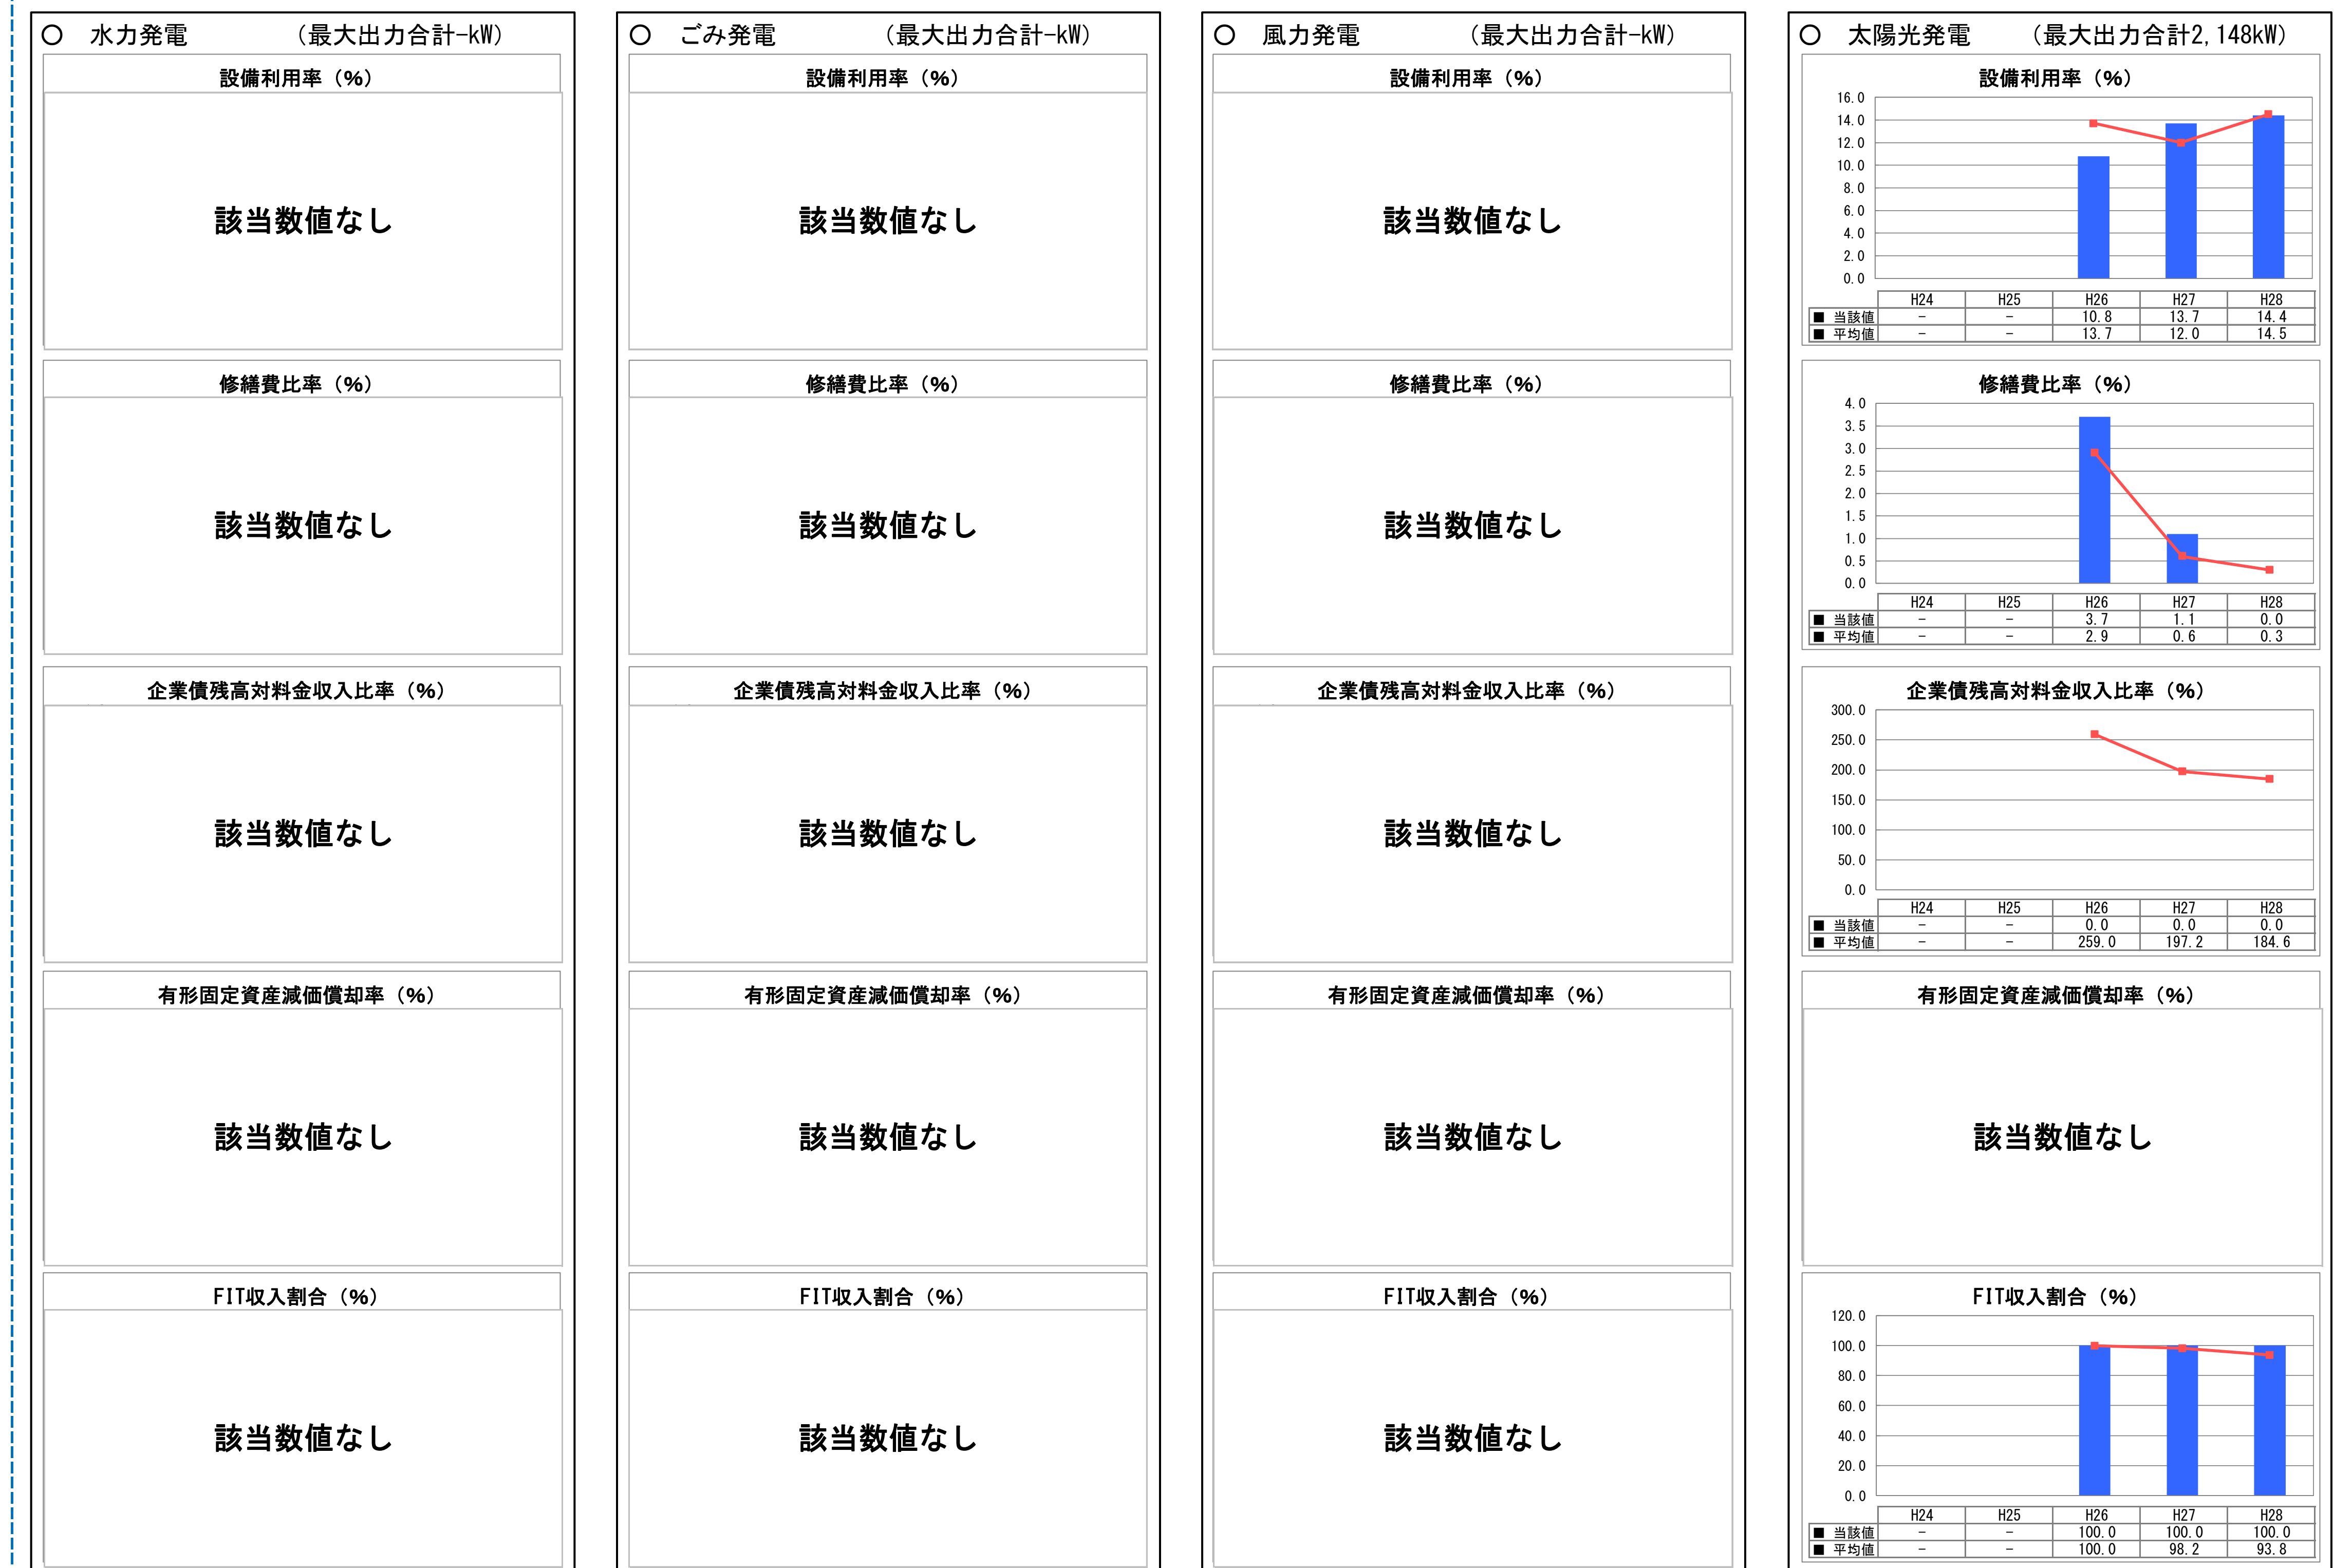 ○ 水力発電 (最大出力合計-kW)
設備利用率(%)
該当数値なし
修繕費比率(%)
該当数値なし
企業債残高対料金収入比率(%)
該当数値なし
有形固定資産減価償却率(%)
該当数値なし
FIT収入割合(%)
該当数値なし
○ ごみ発電 (最大出力合計-kW)
設備利用率(%)
該当数値なし
修繕費比率(%)
該当数値なし
企業債残高対料金収入比率(%)
該当数値なし
有形固定資産減価償却率(%)
該当数値なし
FIT収入割合(%)
該当数値なし
○ 風力発電 (最大出力合計-kW)
設備利用率(%)
該当数値なし
修繕費比率(%)
該当数値なし
企業債残高対料金収入比率(%)
該当数値なし
有形固定資産減価償却率(%)
該当数値なし
FIT収入割合(%)
該当数値なし
○ 太陽光発電 (最大出力合計2,148kW)
設備利用率(%)
16.0
14.0
12.0
10.0
8.0
6.0
4.0
2.0
0.0
H24 H25 H26 H27 H28
■ 当該値 - - 10.8 13.7 14.4
■ 平均値 - - 13.7 12.0 14.5
修繕費比率(%)
4.0
3.5
3.0
2.5
2.0
1.5
1.0
0.5
0.0
H24 H25 H26 H27 H28
■ 当該値 - - 3.7 1.1 0.0
■ 平均値 - - 2.9 0.6 0.3
企業債残高対料金収入比率(%)
300.0
250.0
200.0
150.0
100.0
50.0
0.0
H24 H25 H26 H27 H28
■ 当該値 - - 0.0 0.0 0.0
■ 平均値 - - 259.0 197.2 184.6
有形固定資産減価償却率(%)
該当数値なし
FIT収入割合(%)
120.0
100.0
80.0
60.0
40.0
20.0
0.0
H24 H25 H26 H27 H28
■ 当該値 - - 100.0 100.0 100.0
■ 平均値 - - 100.0 98.2 93.8